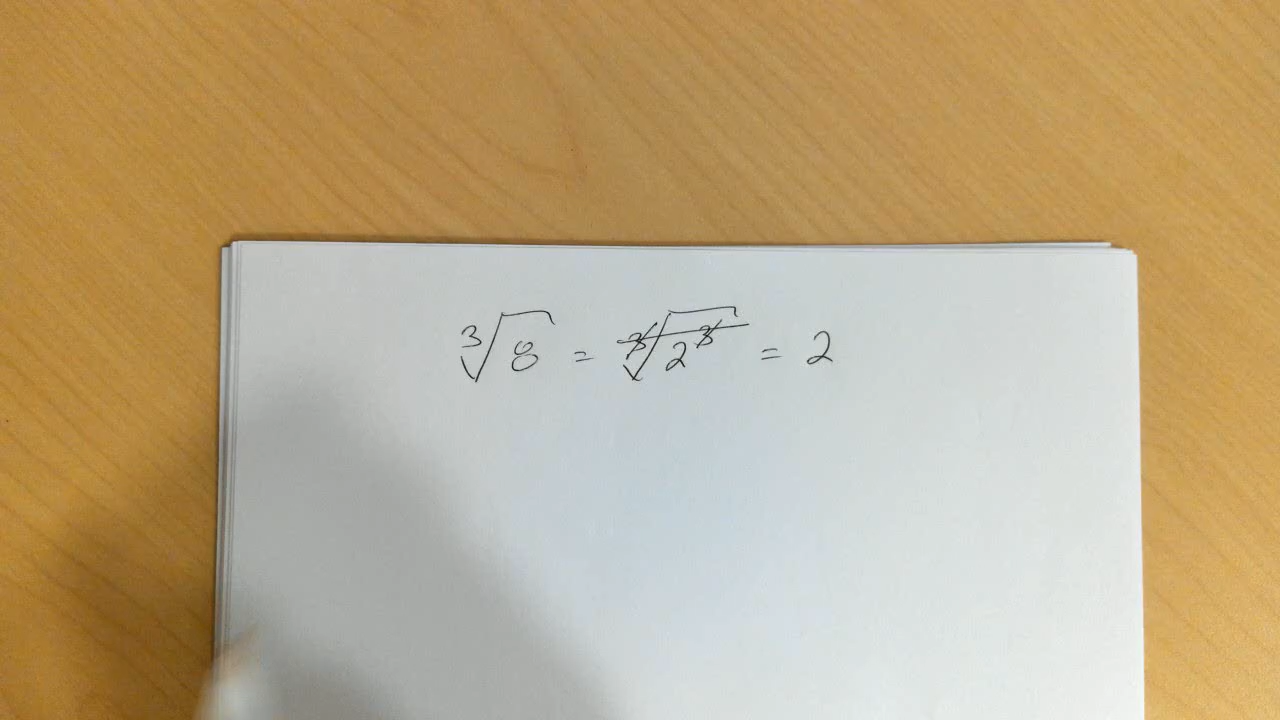 ∛8 = ∛2³ = 2